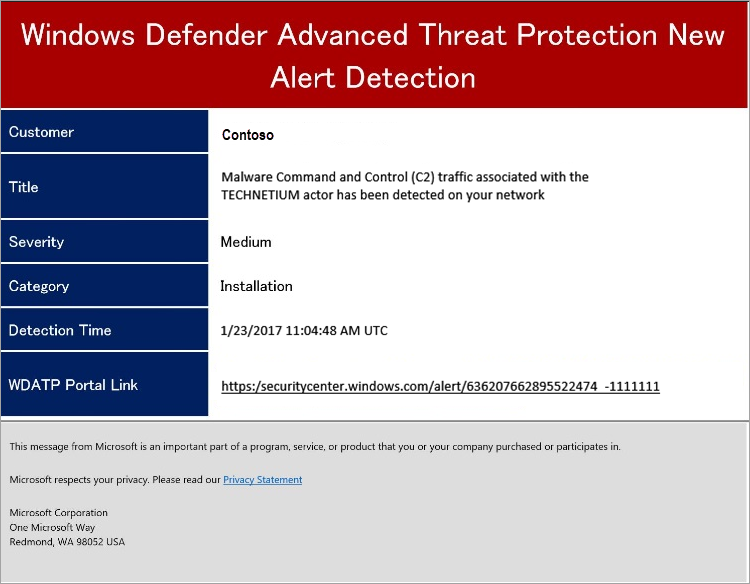 Windows Defender Advanced Threat Protection New
Alert Detection
Customer
Contoso
Title
Malware Command and Control (C2) traffic associated with the
TECHNETIUM actor has been detected on your network
Severity
Medium
Category
Installation
Detection Time
1/23/2017 11:04:48 AM UTC
WDATP Portal Link
https:/securitycenter.windows.com/alert/636207662895522474_-1111111
This message from Microsoft is an important part of a program, service, or product that you or your company purchased or participates in.
Microsoft respects your privacy. Please read our Privacy Statement
Microsoft Corporation
One Microsoft Way
Redmond, WA 98052 USA